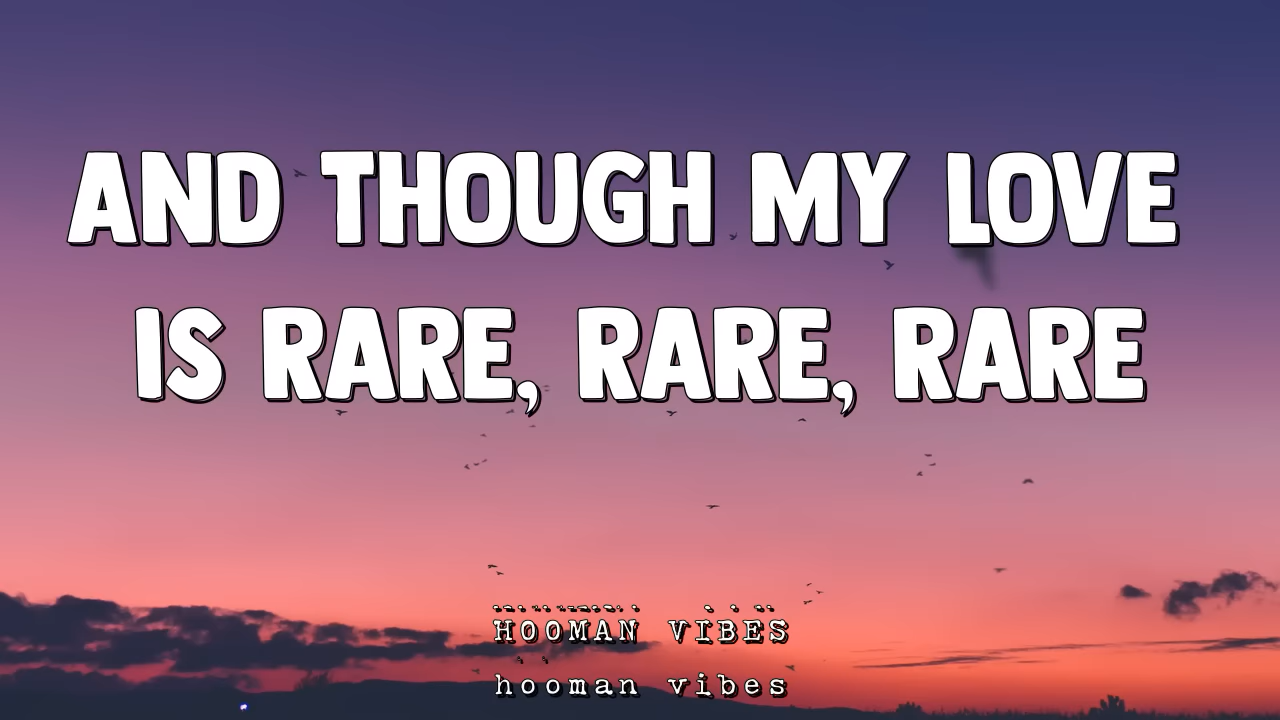 AND THOUGH MY LOVE
IS RARE, RARE, RARE
HOOMAN VIBES
hooman vibes